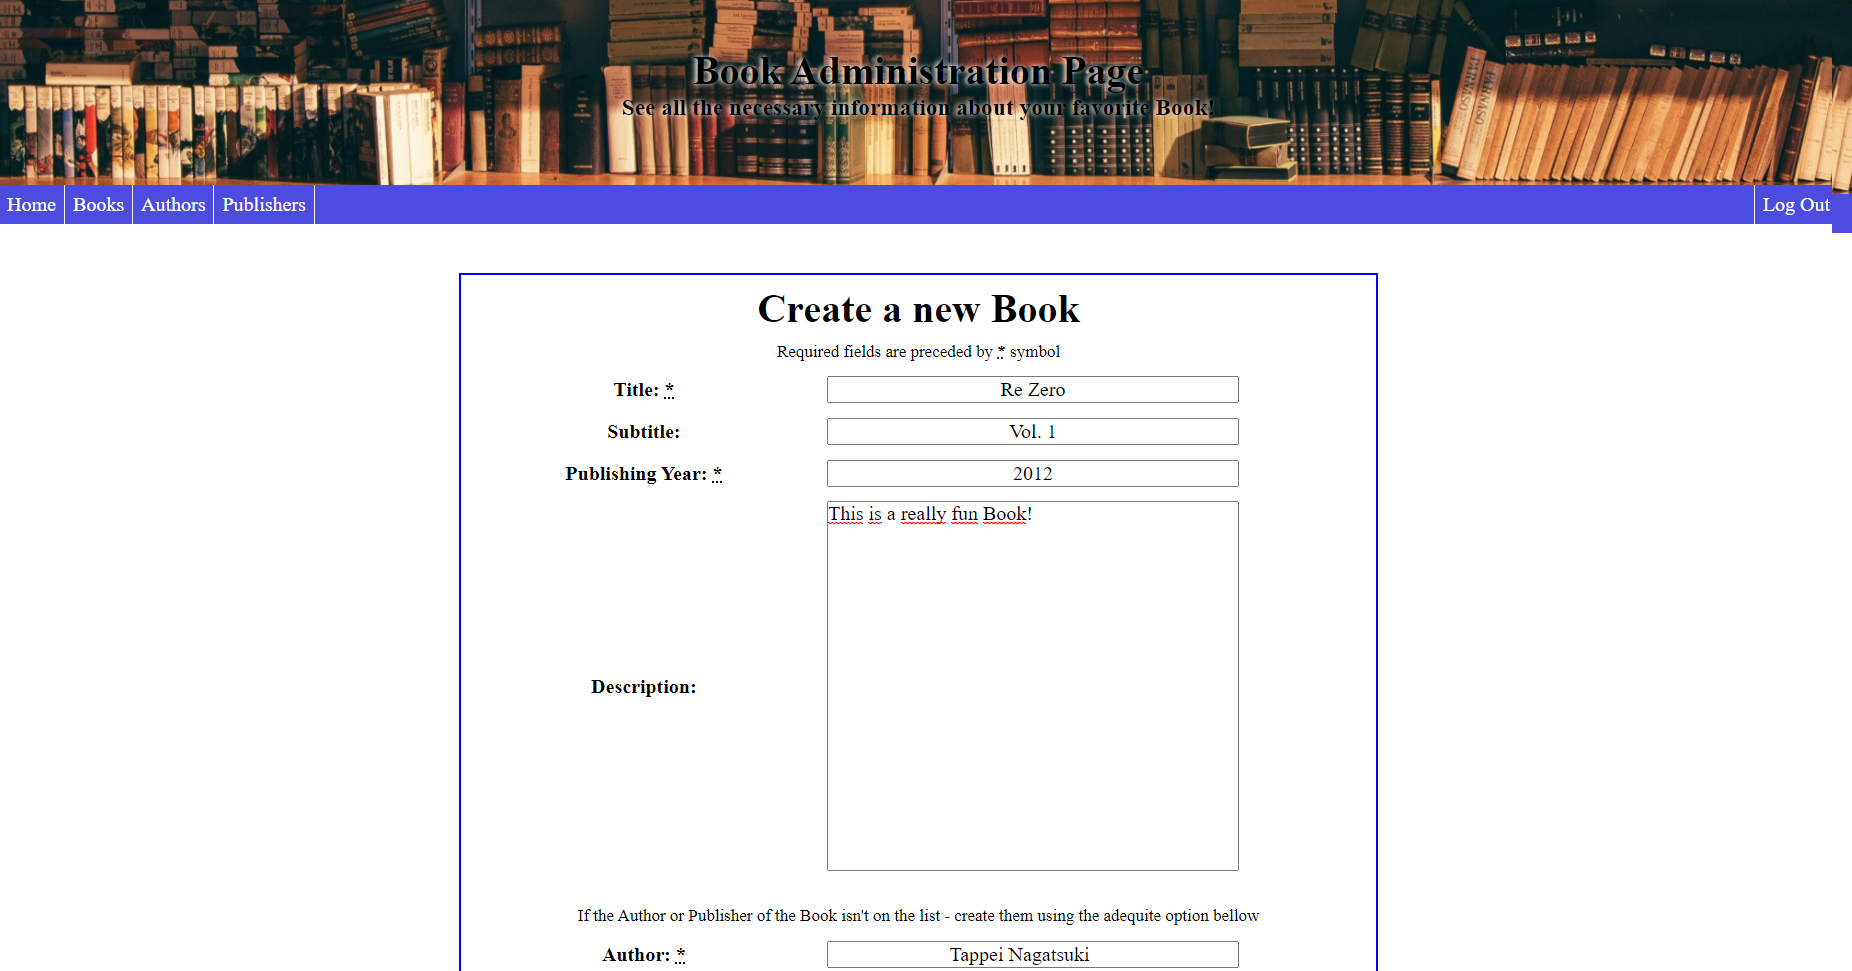 Book Administration Page
See all the necessary information about your favorite Book!
Home Books Authors Publishers Log Out
Create a new Book
Required fields are preceded by * symbol
Title: * Re Zero
Subtitle: Vol. 1
Publishing Year: * 2012
This is a really fun Book!
Description:
If the Author or Publisher of the Book isn't on the list - create them using the adequite option bellow
Author: * Tappei Nagatsuki